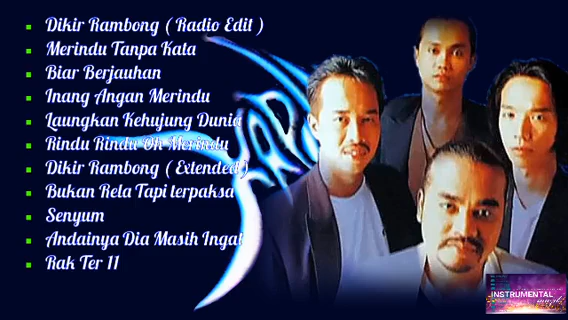 Dikir Rambong ( Radio Edit )
Merindu Tanpa Kata
Biar Berjauhan
Inang Angan Merindu
Laungkan Kehujung Dunia
Rindu Rindu Oh Merindu
Dikir Rambong ( Extended )
Bukan Rela Tapi terpaksa
Senyum
Andainya Dia Masih Ingat
Rak Ter 11
INSTRUMENTAL